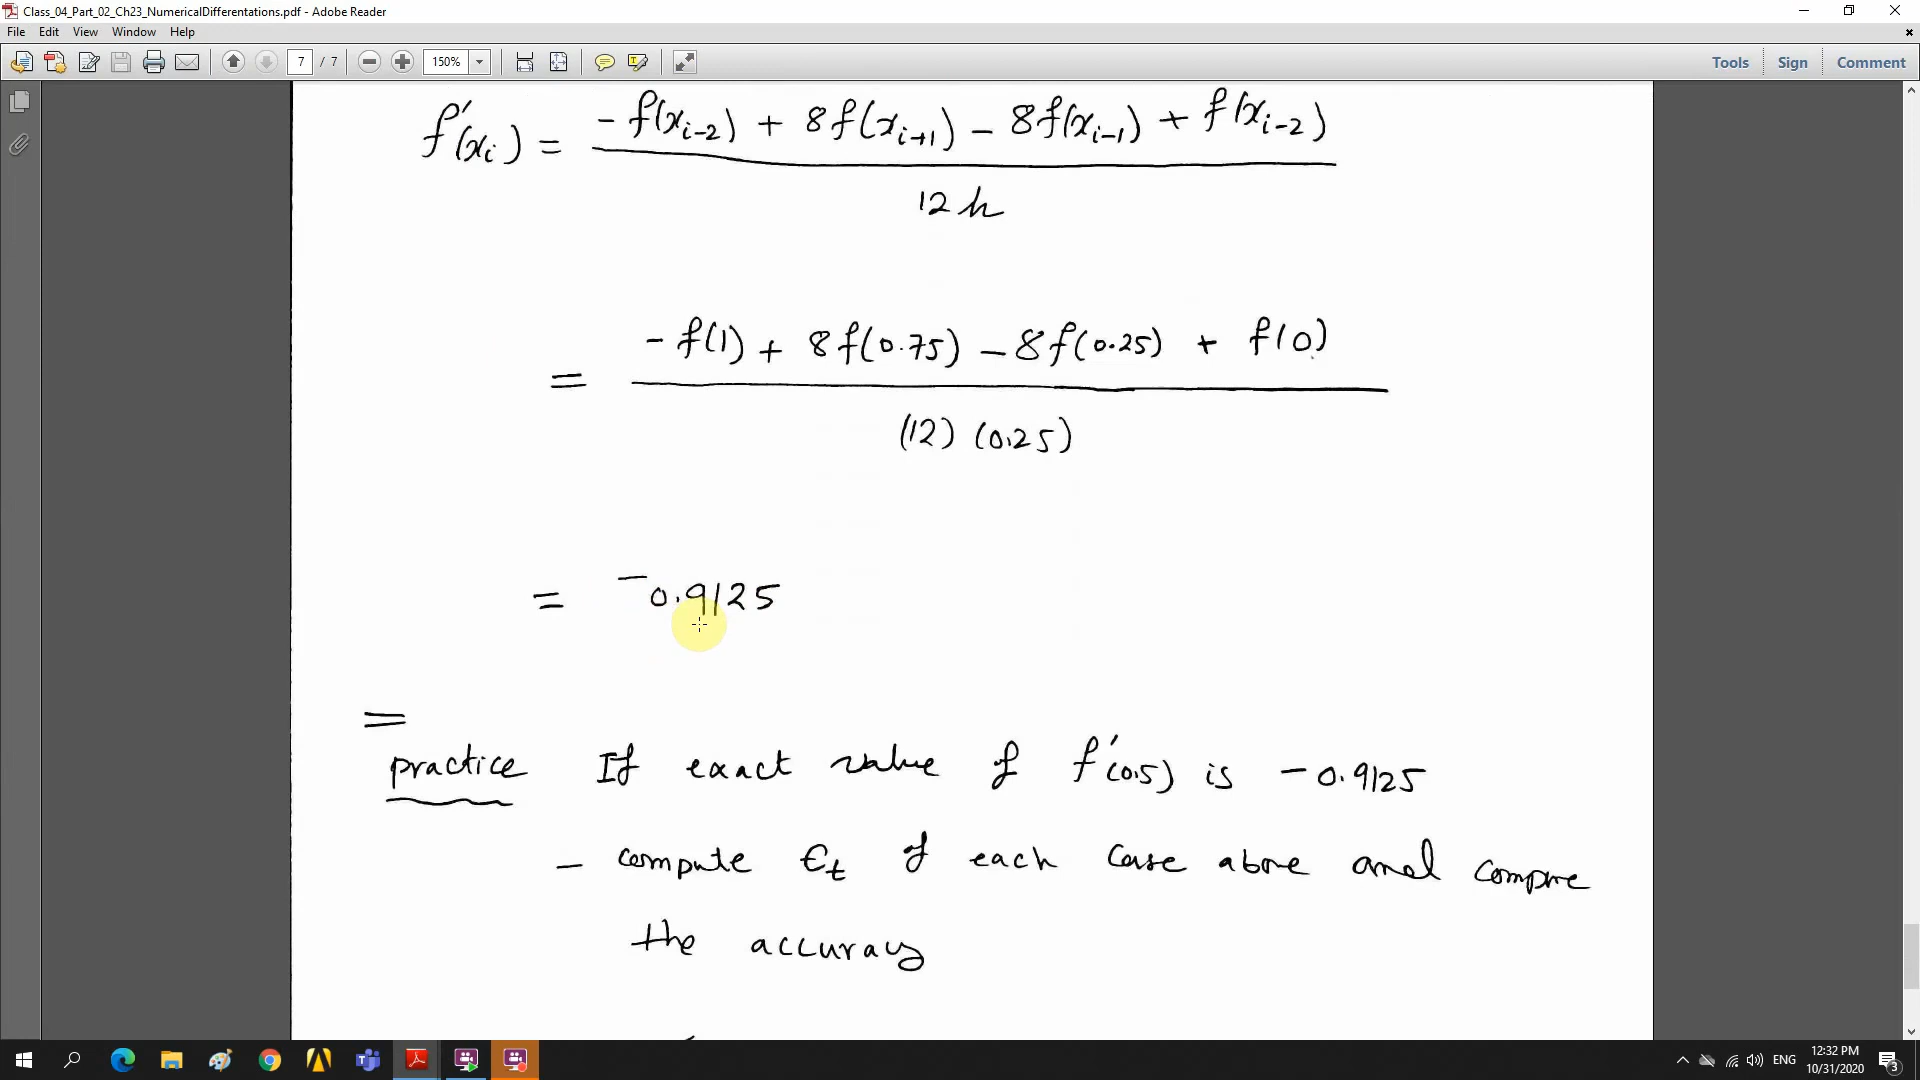 Class_04_Part_02_Ch23_NumericalDifferentations.pdf - Adobe Reader
File Edit View Window Help
7 / 7 150% Tools Sign Comment
f'(xᵢ) = (-f(xᵢ₋₂) + 8f(xᵢ₊₁) - 8f(xᵢ₋₁) + f(xᵢ₋₂)) / 12h
= (-f(1) + 8f(0.75) - 8f(0.25) + f(0)) / (12)(0.25)
= -0.9125
=
practice If exact value of f'(0.5) is -0.9125
- compute Єt of each case above and compare
the accuracy
ENG
12:32 PM
10/31/2020
3